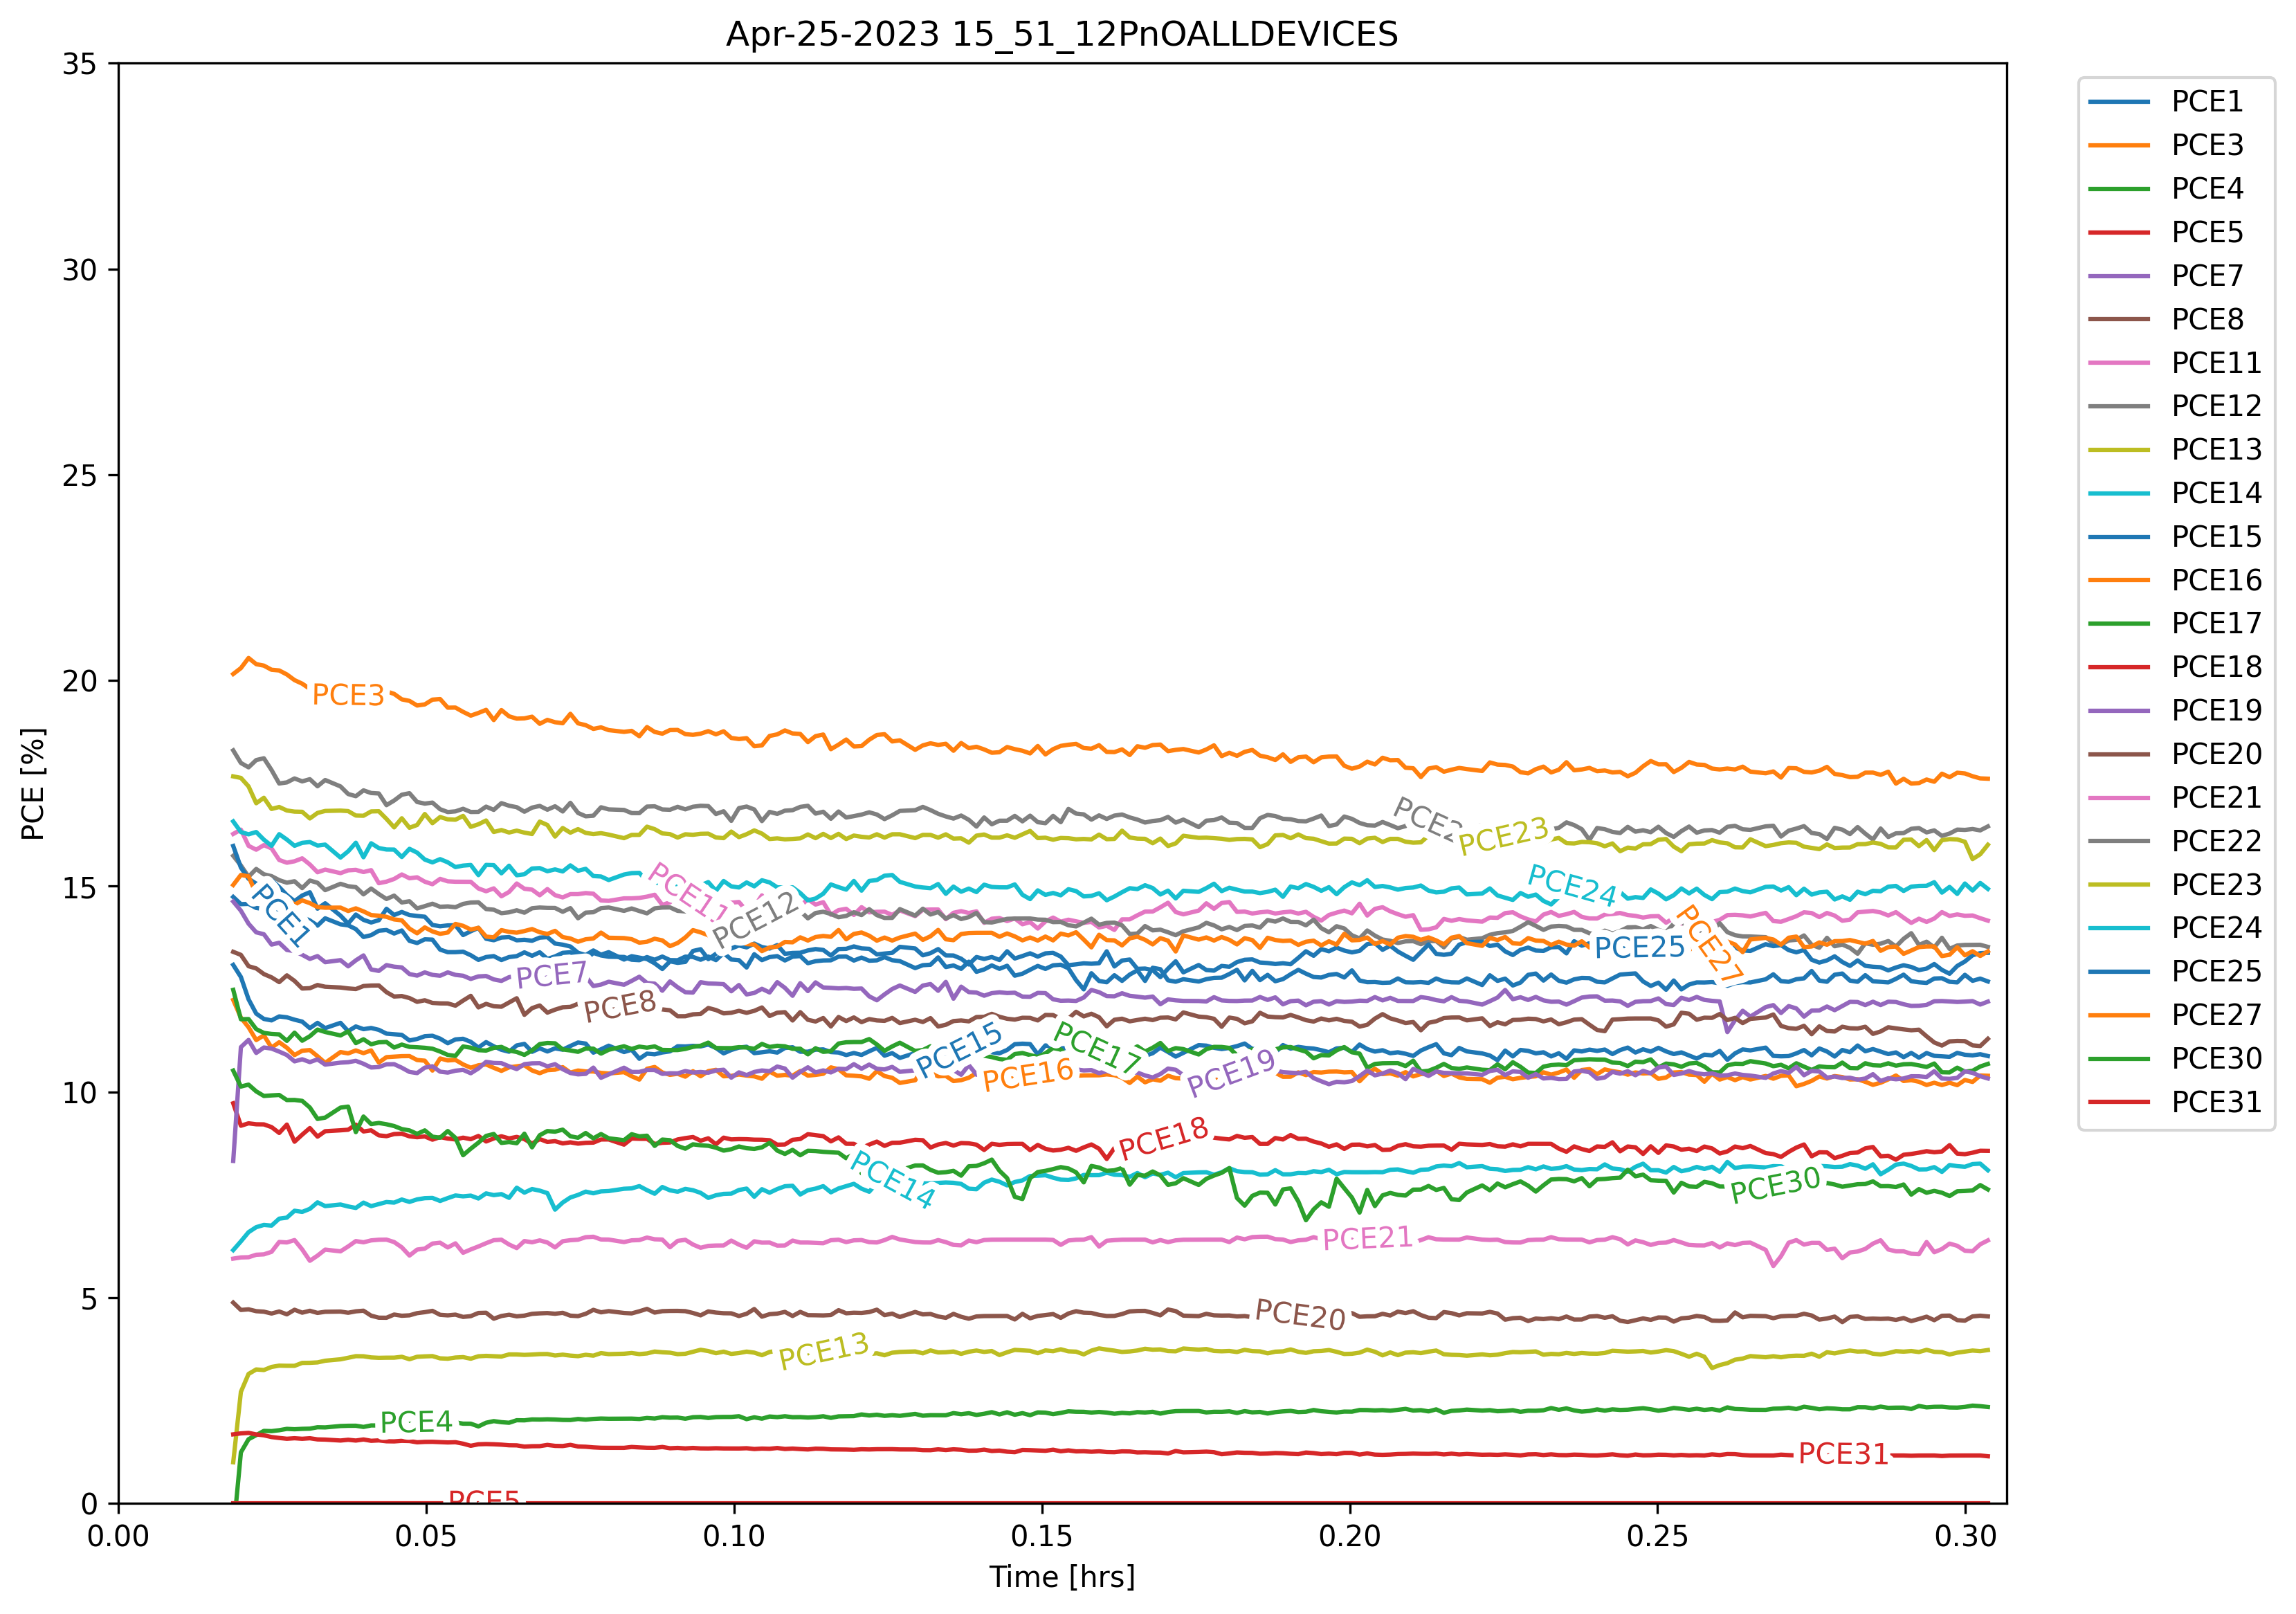 Apr-25-2023 15_51_12PnOALLDEVICES
35
30
25
20
15
10
5
0
PCE [%]
0.00 0.05 0.10 0.15 0.20 0.25 0.30
Time [hrs]
PCE3
PCE23
PCE11
PCE24
PCE1
PCE12
PCE27
PCE25
PCE7
PCE8
PCE15
PCE17
PCE16
PCE19
PCE18
PCE14
PCE30
PCE21
PCE20
PCE13
PCE4
PCE31
PCE5
PCE1
PCE3
PCE4
PCE5
PCE7
PCE8
PCE11
PCE12
PCE13
PCE14
PCE15
PCE16
PCE17
PCE18
PCE19
PCE20
PCE21
PCE22
PCE23
PCE24
PCE25
PCE27
PCE30
PCE31